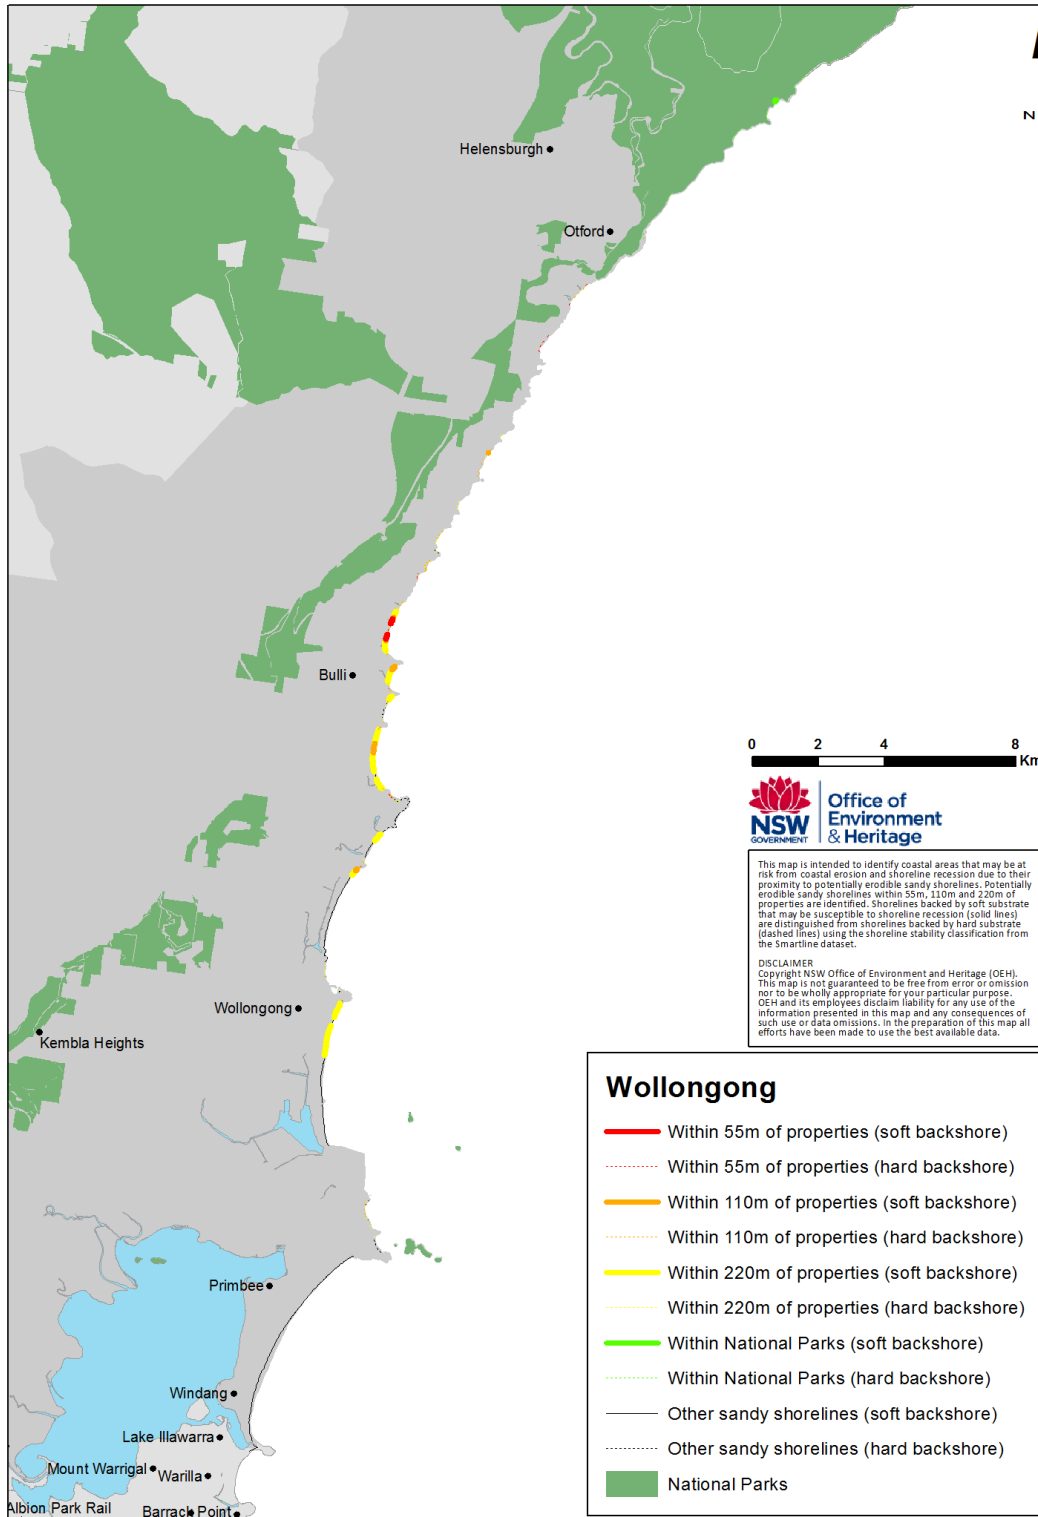 Z
Helensburgh
Otford
Bulli
0 2 4 8
Km
NSW
GOVERNMENT
Office of
Environment
& Heritage
This map is intended to identify coastal areas that may be at
risk from coastal erosion and shoreline recession due to their
proximity to potentially erodible sandy shorelines. Potentially
erodible sandy shorelines within 55m, 110m and 220m of
properties are identified. Shorelines backed by soft substrate
that may be susceptible to shoreline recession (solid lines)
are distinguished from shorelines backed by hard substrate
(dashed lines) using the shoreline stability classification from
the Smartline dataset.
DISCLAIMER
Copyright NSW Office of Environment and Heritage (OEH).
This map is not guaranteed to be free from error or omission
nor to be wholly appropriate for your particular purpose.
OEH and its employees disclaim liability for any use of the
information presented in this map and any consequences of
such use or data omissions. In the preparation of this map all
efforts have been made to use the best available data.
Wollongong
Kembla Heights
Wollongong
Within 55m of properties (soft backshore)
Within 55m of properties (hard backshore)
Within 110m of properties (soft backshore)
Within 110m of properties (hard backshore)
Within 220m of properties (soft backshore)
Within 220m of properties (hard backshore)
Within National Parks (soft backshore)
Within National Parks (hard backshore)
Other sandy shorelines (soft backshore)
Other sandy shorelines (hard backshore)
National Parks
Primbee
Windang
Lake Illawarra
Mount Warrigal
Warilla
Albion Park Rail
Barrack Point